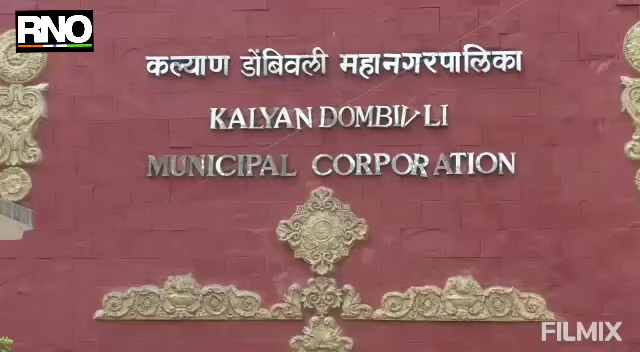 RNO
कल्याण डोंबिवली महानगरपालिका
KALYAN DOMBIVLI
MUNICIPAL CORPORATION
FILMIX